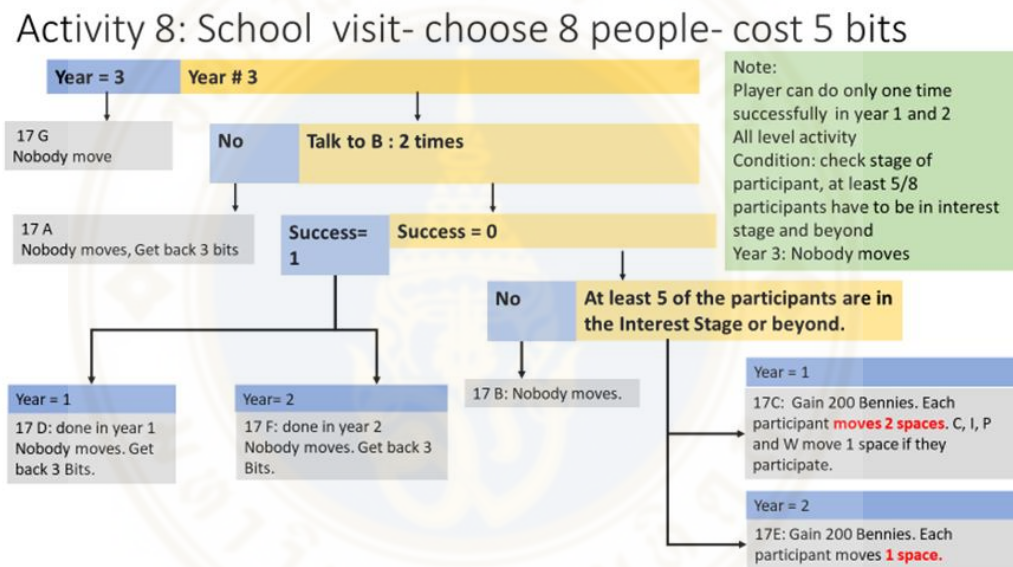 Activity 8: School visit- choose 8 people- cost 5 bits
Year = 3
Year # 3
Note:
Player can do only one time
successfully in year 1 and 2
All level activity
Condition: check stage of
participant, at least 5/8
participants have to be in interest
stage and beyond
Year 3: Nobody moves
17 G
Nobody move
No
Talk to B : 2 times
17 A
Nobody moves, Get back 3 bits
Success=
1
Success = 0
No
At least 5 of the participants are in
the Interest Stage or beyond.
Year = 1
17 D: done in year 1
Nobody moves. Get
back 3 Bits.
Year= 2
17 F: done in year 2
Nobody moves. Get back 3
Bits.
17 B: Nobody moves.
Year = 1
17C: Gain 200 Bennies. Each
participant moves 2 spaces. C, I, P
and W move 1 space if they
participate.
Year = 2
17E: Gain 200 Bennies. Each
participant moves 1 space.